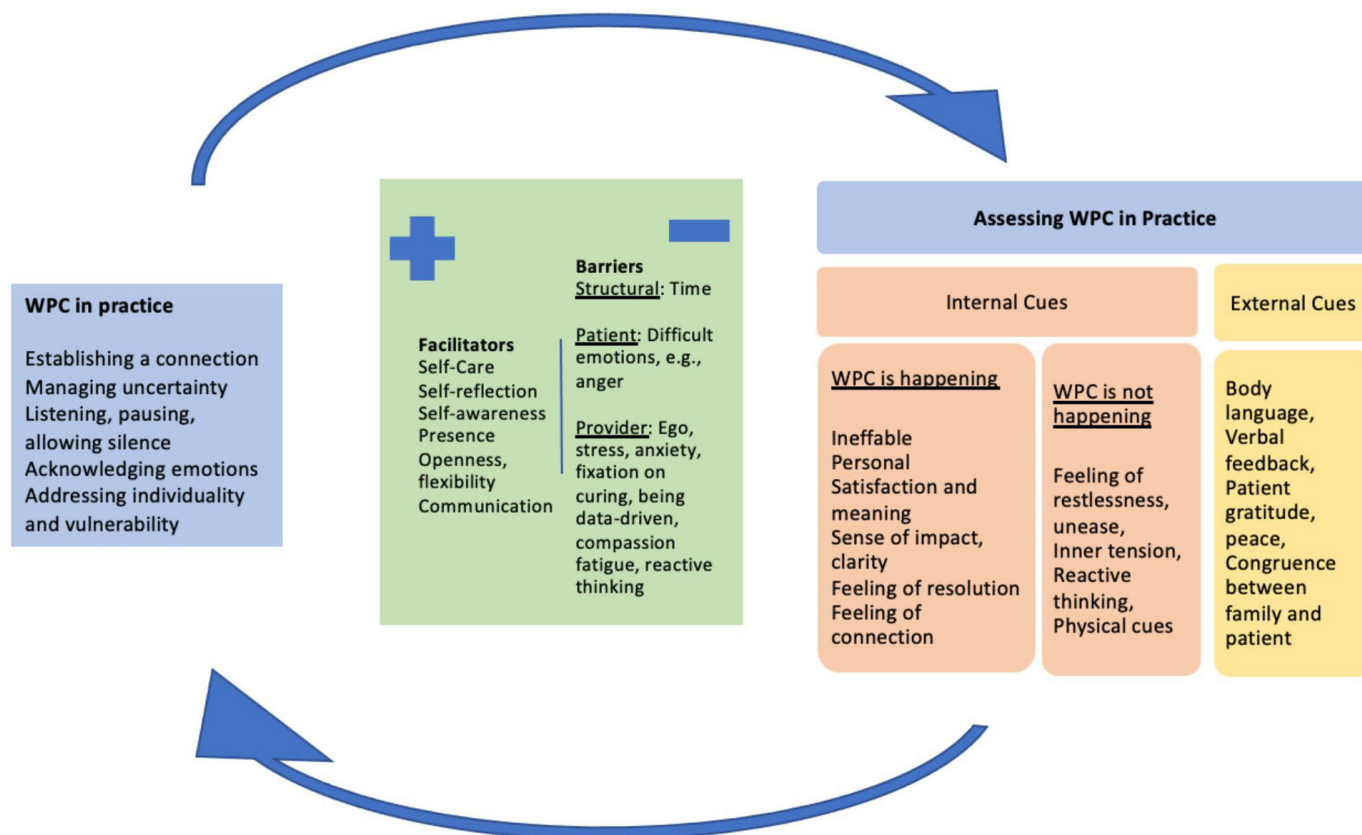 WPC in practice
Establishing a connection
Managing uncertainty
Listening, pausing,
allowing silence
Acknowledging emotions
Addressing individuality
and vulnerability
Facilitators
Self-Care
Self-reflection
Self-awareness
Presence
Openness,
flexibility
Communication
Barriers
Structural: Time
Patient: Difficult
emotions, e.g.,
anger
Provider: Ego,
stress, anxiety,
fixation on
curing, being
data-driven,
compassion
fatigue, reactive
thinking
Assessing WPC in Practice
Internal Cues
WPC is happening
Ineffable
Personal
Satisfaction and
meaning
Sense of impact,
clarity
Feeling of resolution
Feeling of
connection
WPC is not
happening
Feeling of
restlessness,
unease,
Inner tension,
Reactive
thinking,
Physical cues
External Cues
Body
language,
Verbal
feedback,
Patient
gratitude,
peace,
Congruence
between
family and
patient